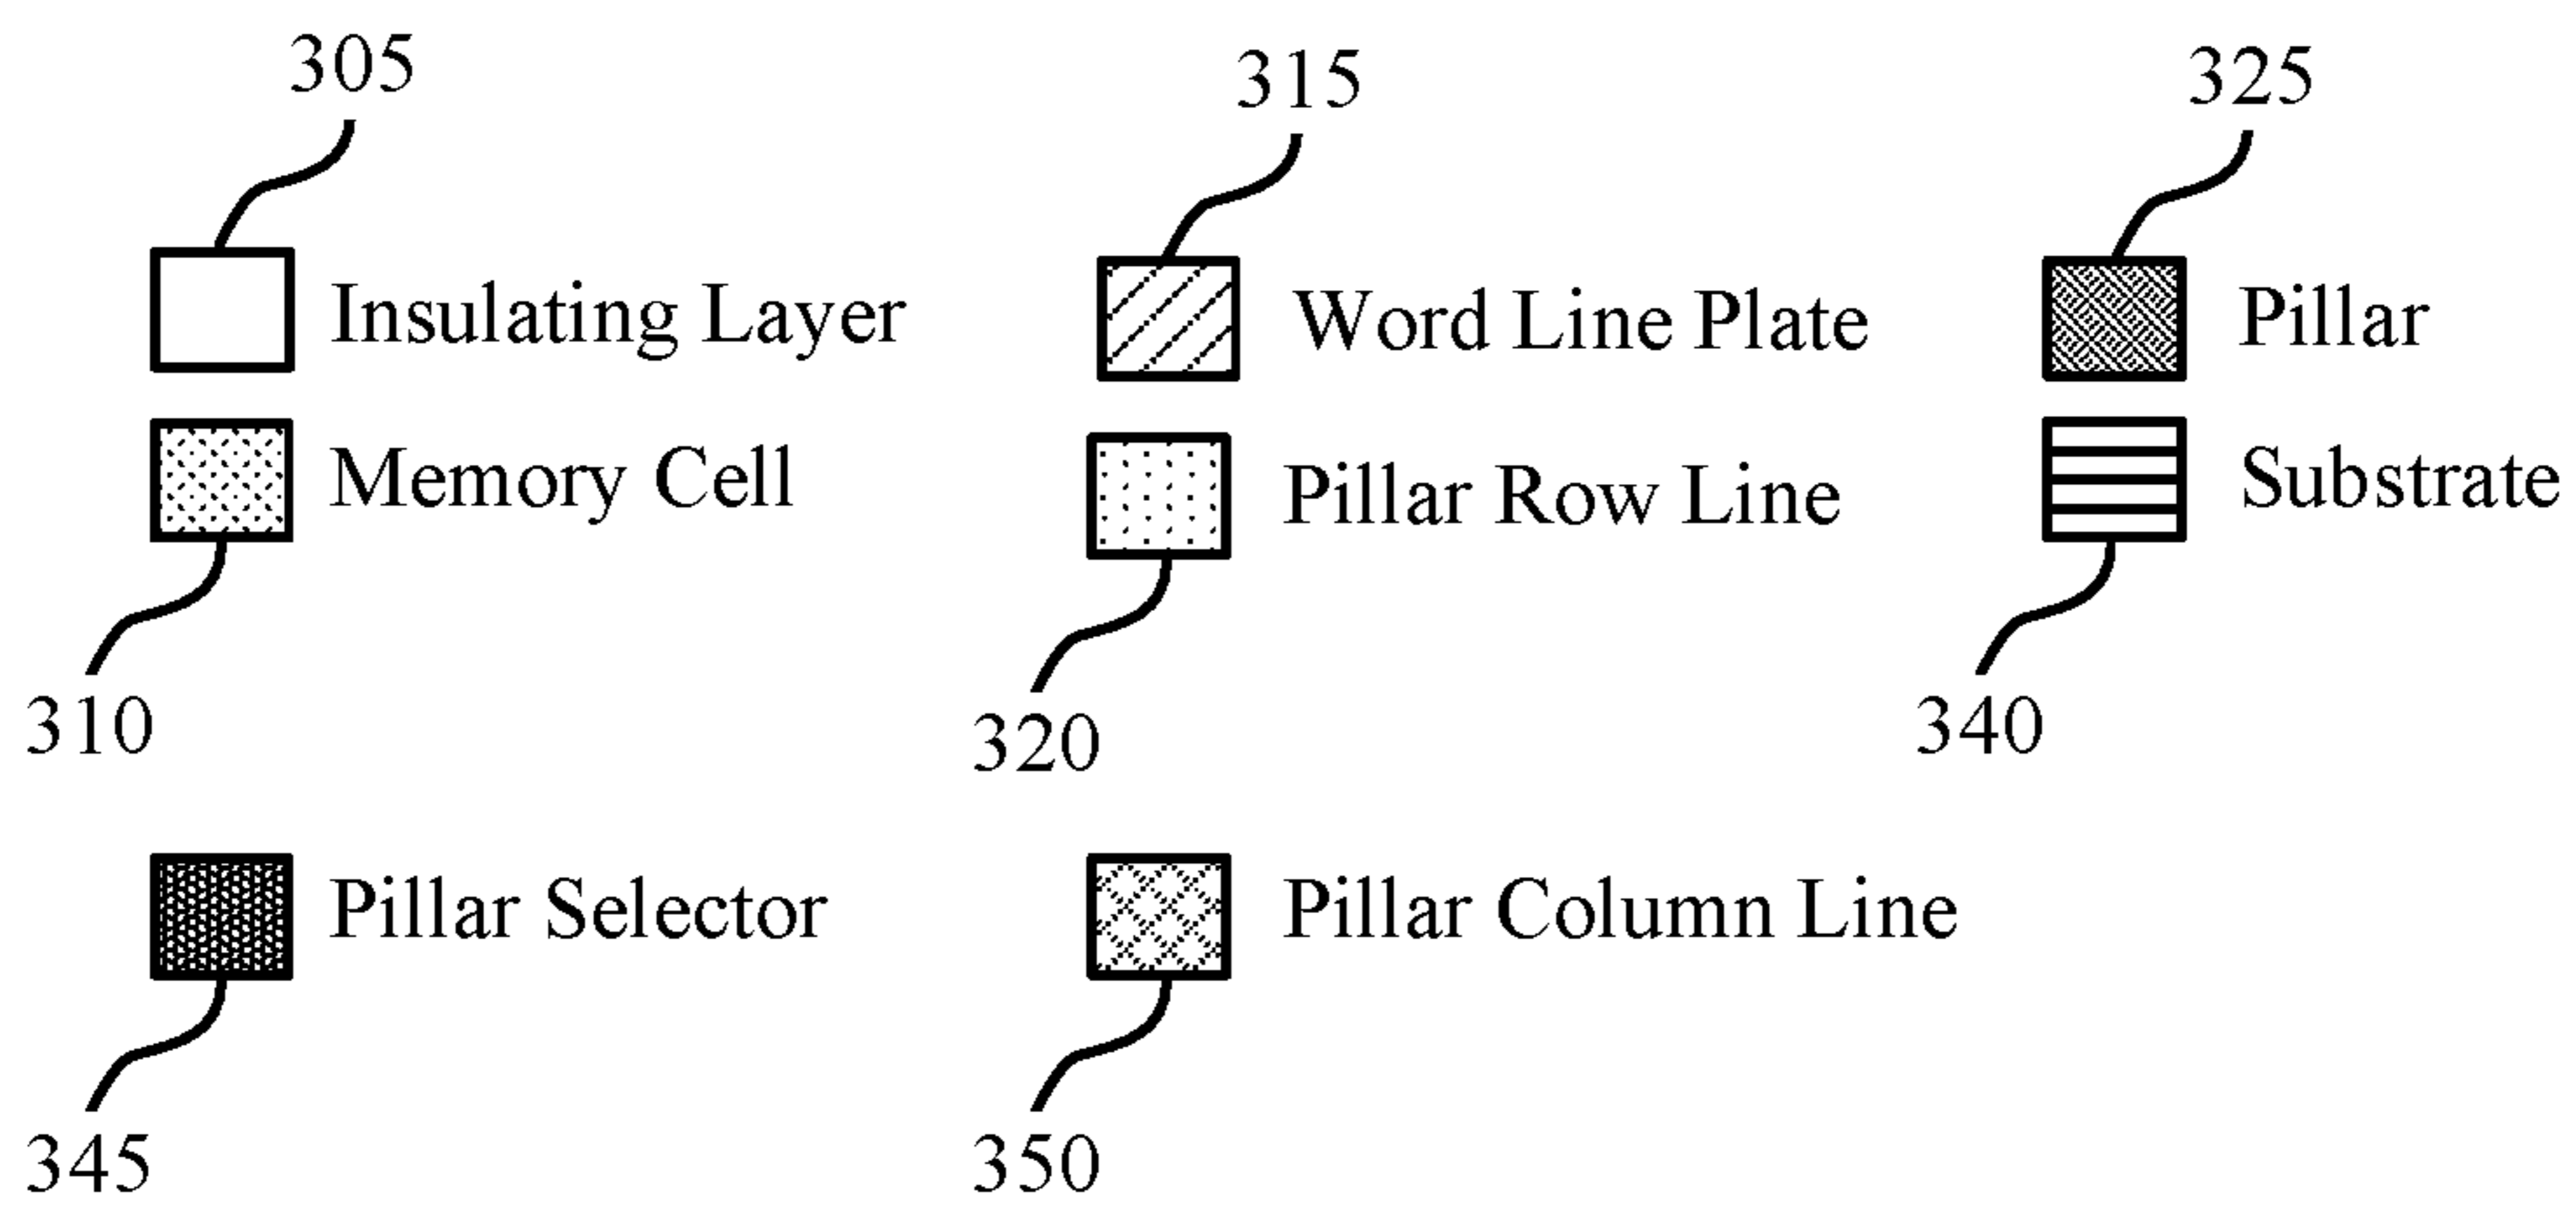 305
315
325
Insulating Layer
Word Line Plate
Pillar
Memory Cell
Pillar Row Line
Substrate
310
320
340
Pillar Selector
Pillar Column Line
345
350